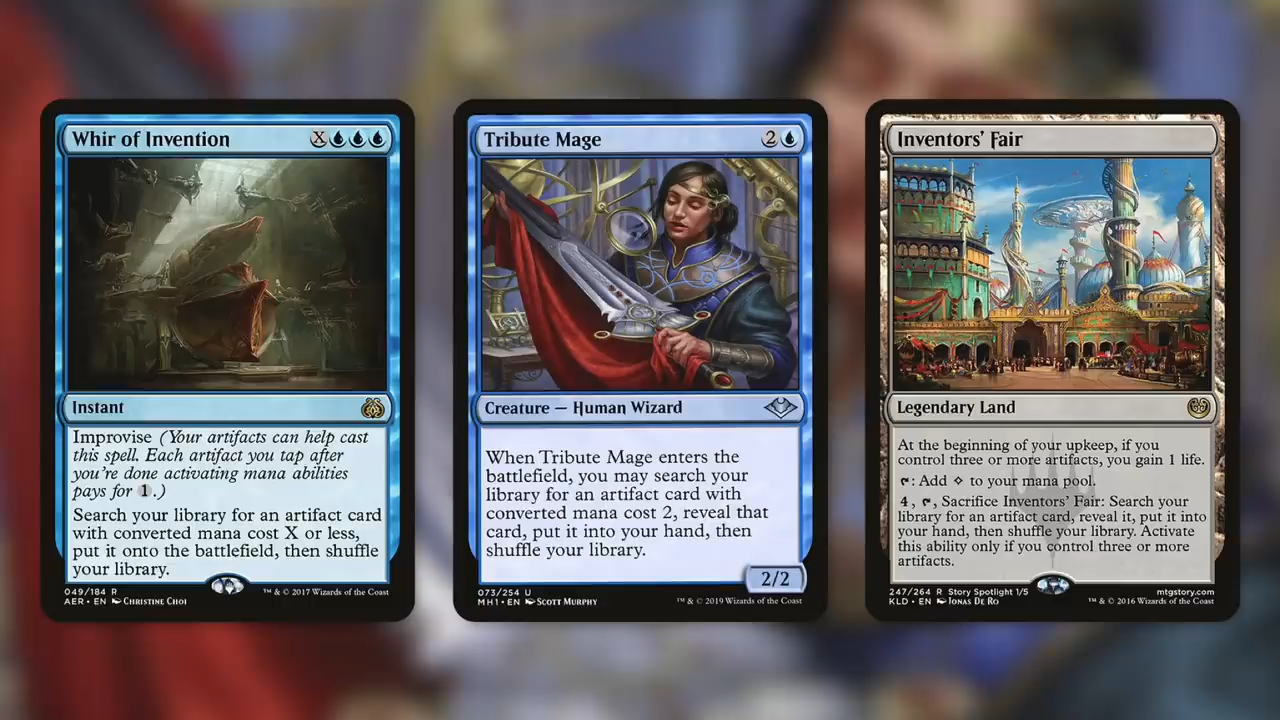 Whir of Invention X
Instant
Improvise (Your artifacts can help cast
this spell. Each artifact you tap after
you're done activating mana abilities
pays for 1.)
Search your library for an artifact card
with converted mana cost X or less,
put it onto the battlefield, then shuffle
your library.
049/184 R
AER • EN Christine Choi
™ & © 2017 Wizards of the Coast
Tribute Mage 2
Creature — Human Wizard
When Tribute Mage enters the
battlefield, you may search your
library for an artifact card with
converted mana cost 2, reveal that
card, put it into your hand, then
shuffle your library.
2/2
073/254 U
MH1 • EN Scott Murphy
™ & © 2019 Wizards of the Coast
Inventors' Fair
Legendary Land
At the beginning of your upkeep, if you
control three or more artifacts, you gain 1 life.
: Add to your mana pool.
4, , Sacrifice Inventors' Fair: Search your
library for an artifact card, reveal it, put it into
your hand, then shuffle your library. Activate
this ability only if you control three or more
artifacts.
247/264 R Story Spotlight 1/5
mtgstory.com
KLD • EN Jonas De Ro
™ & © 2016 Wizards of the Coast